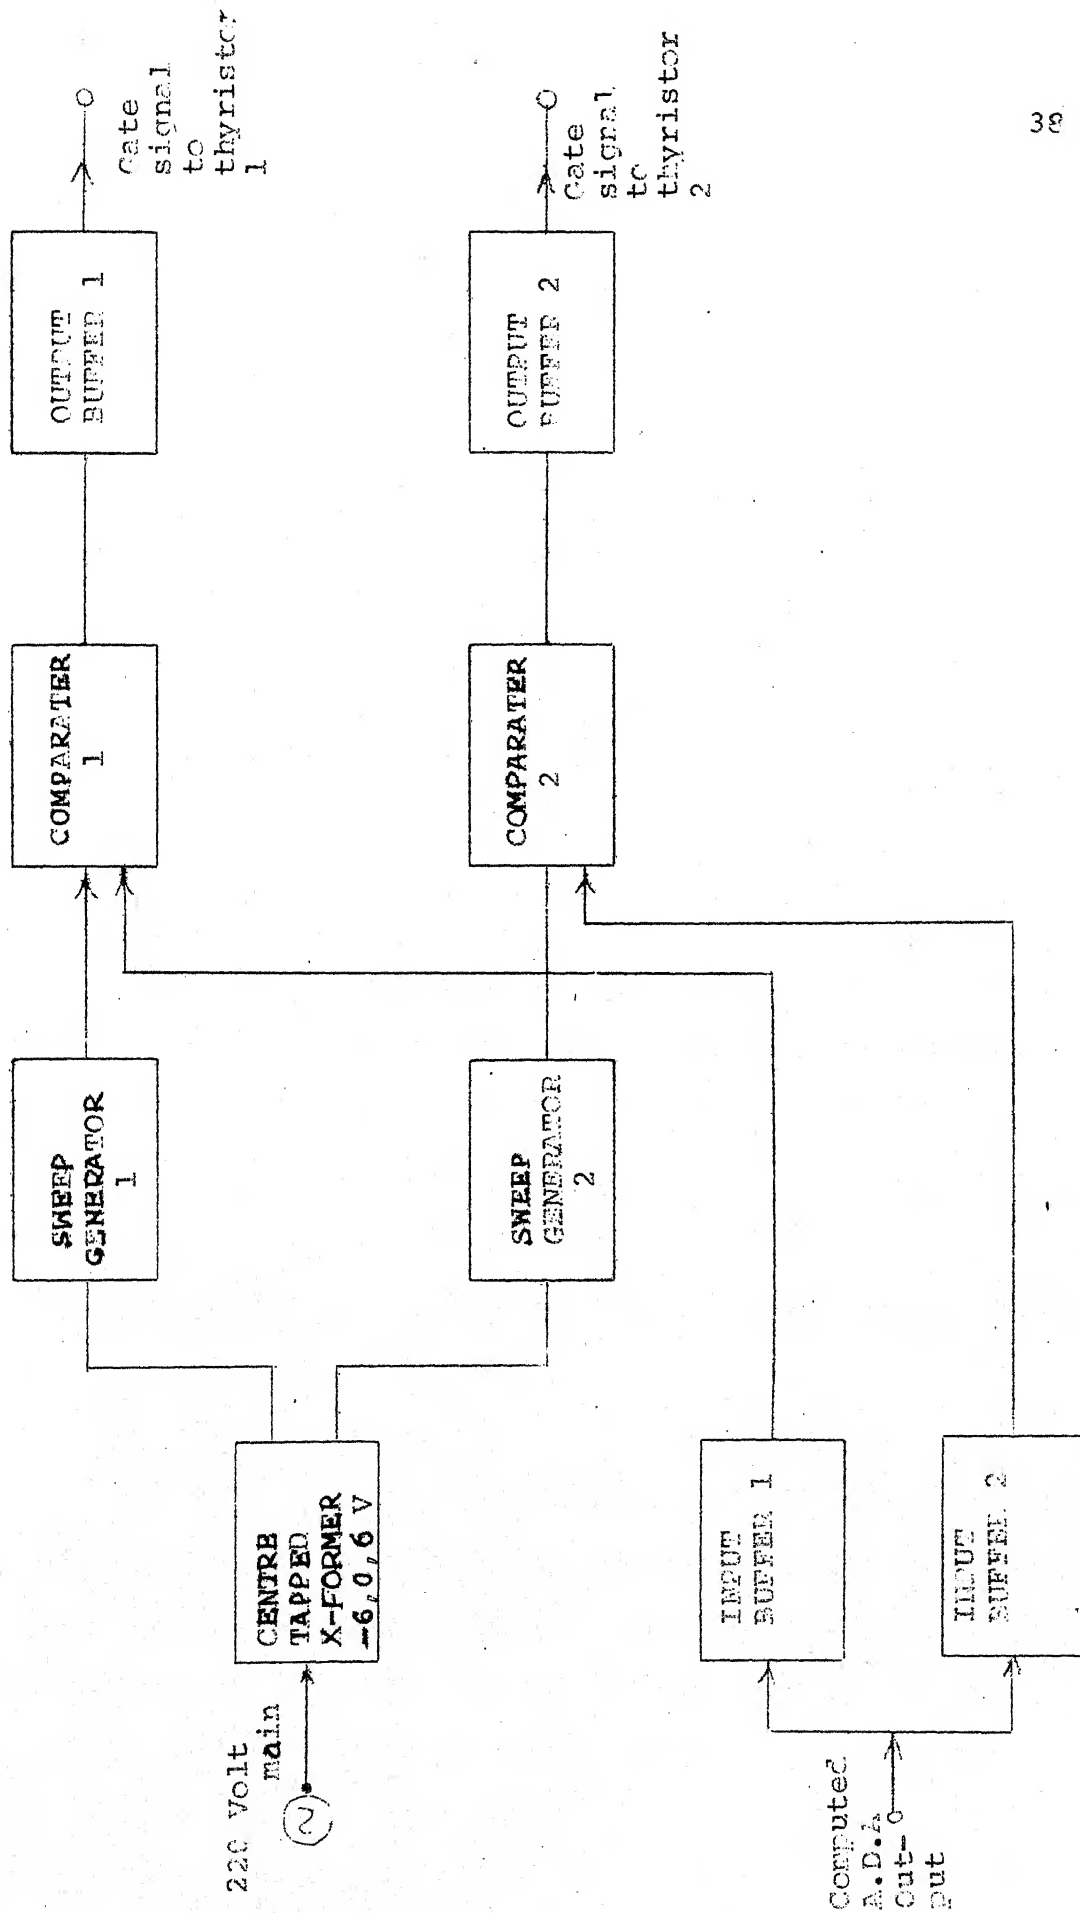 220 Volt
main
CENTRE
TAPPED
X-FORMER
-6,0,6 V
SWEEP
GENERATOR
1
COMPARATER
1
OUTPUT
BUFFER 1
Gate
signal
to
thyristor
1
SWEEP
GENERATOR
2
COMPARATER
2
OUTPUT
BUFFER 2
Gate
signal
to
thyristor
2
Computed
A.D.A
Out-
put
INPUT
BUFFER 1
INPUT
BUFFER 2
38